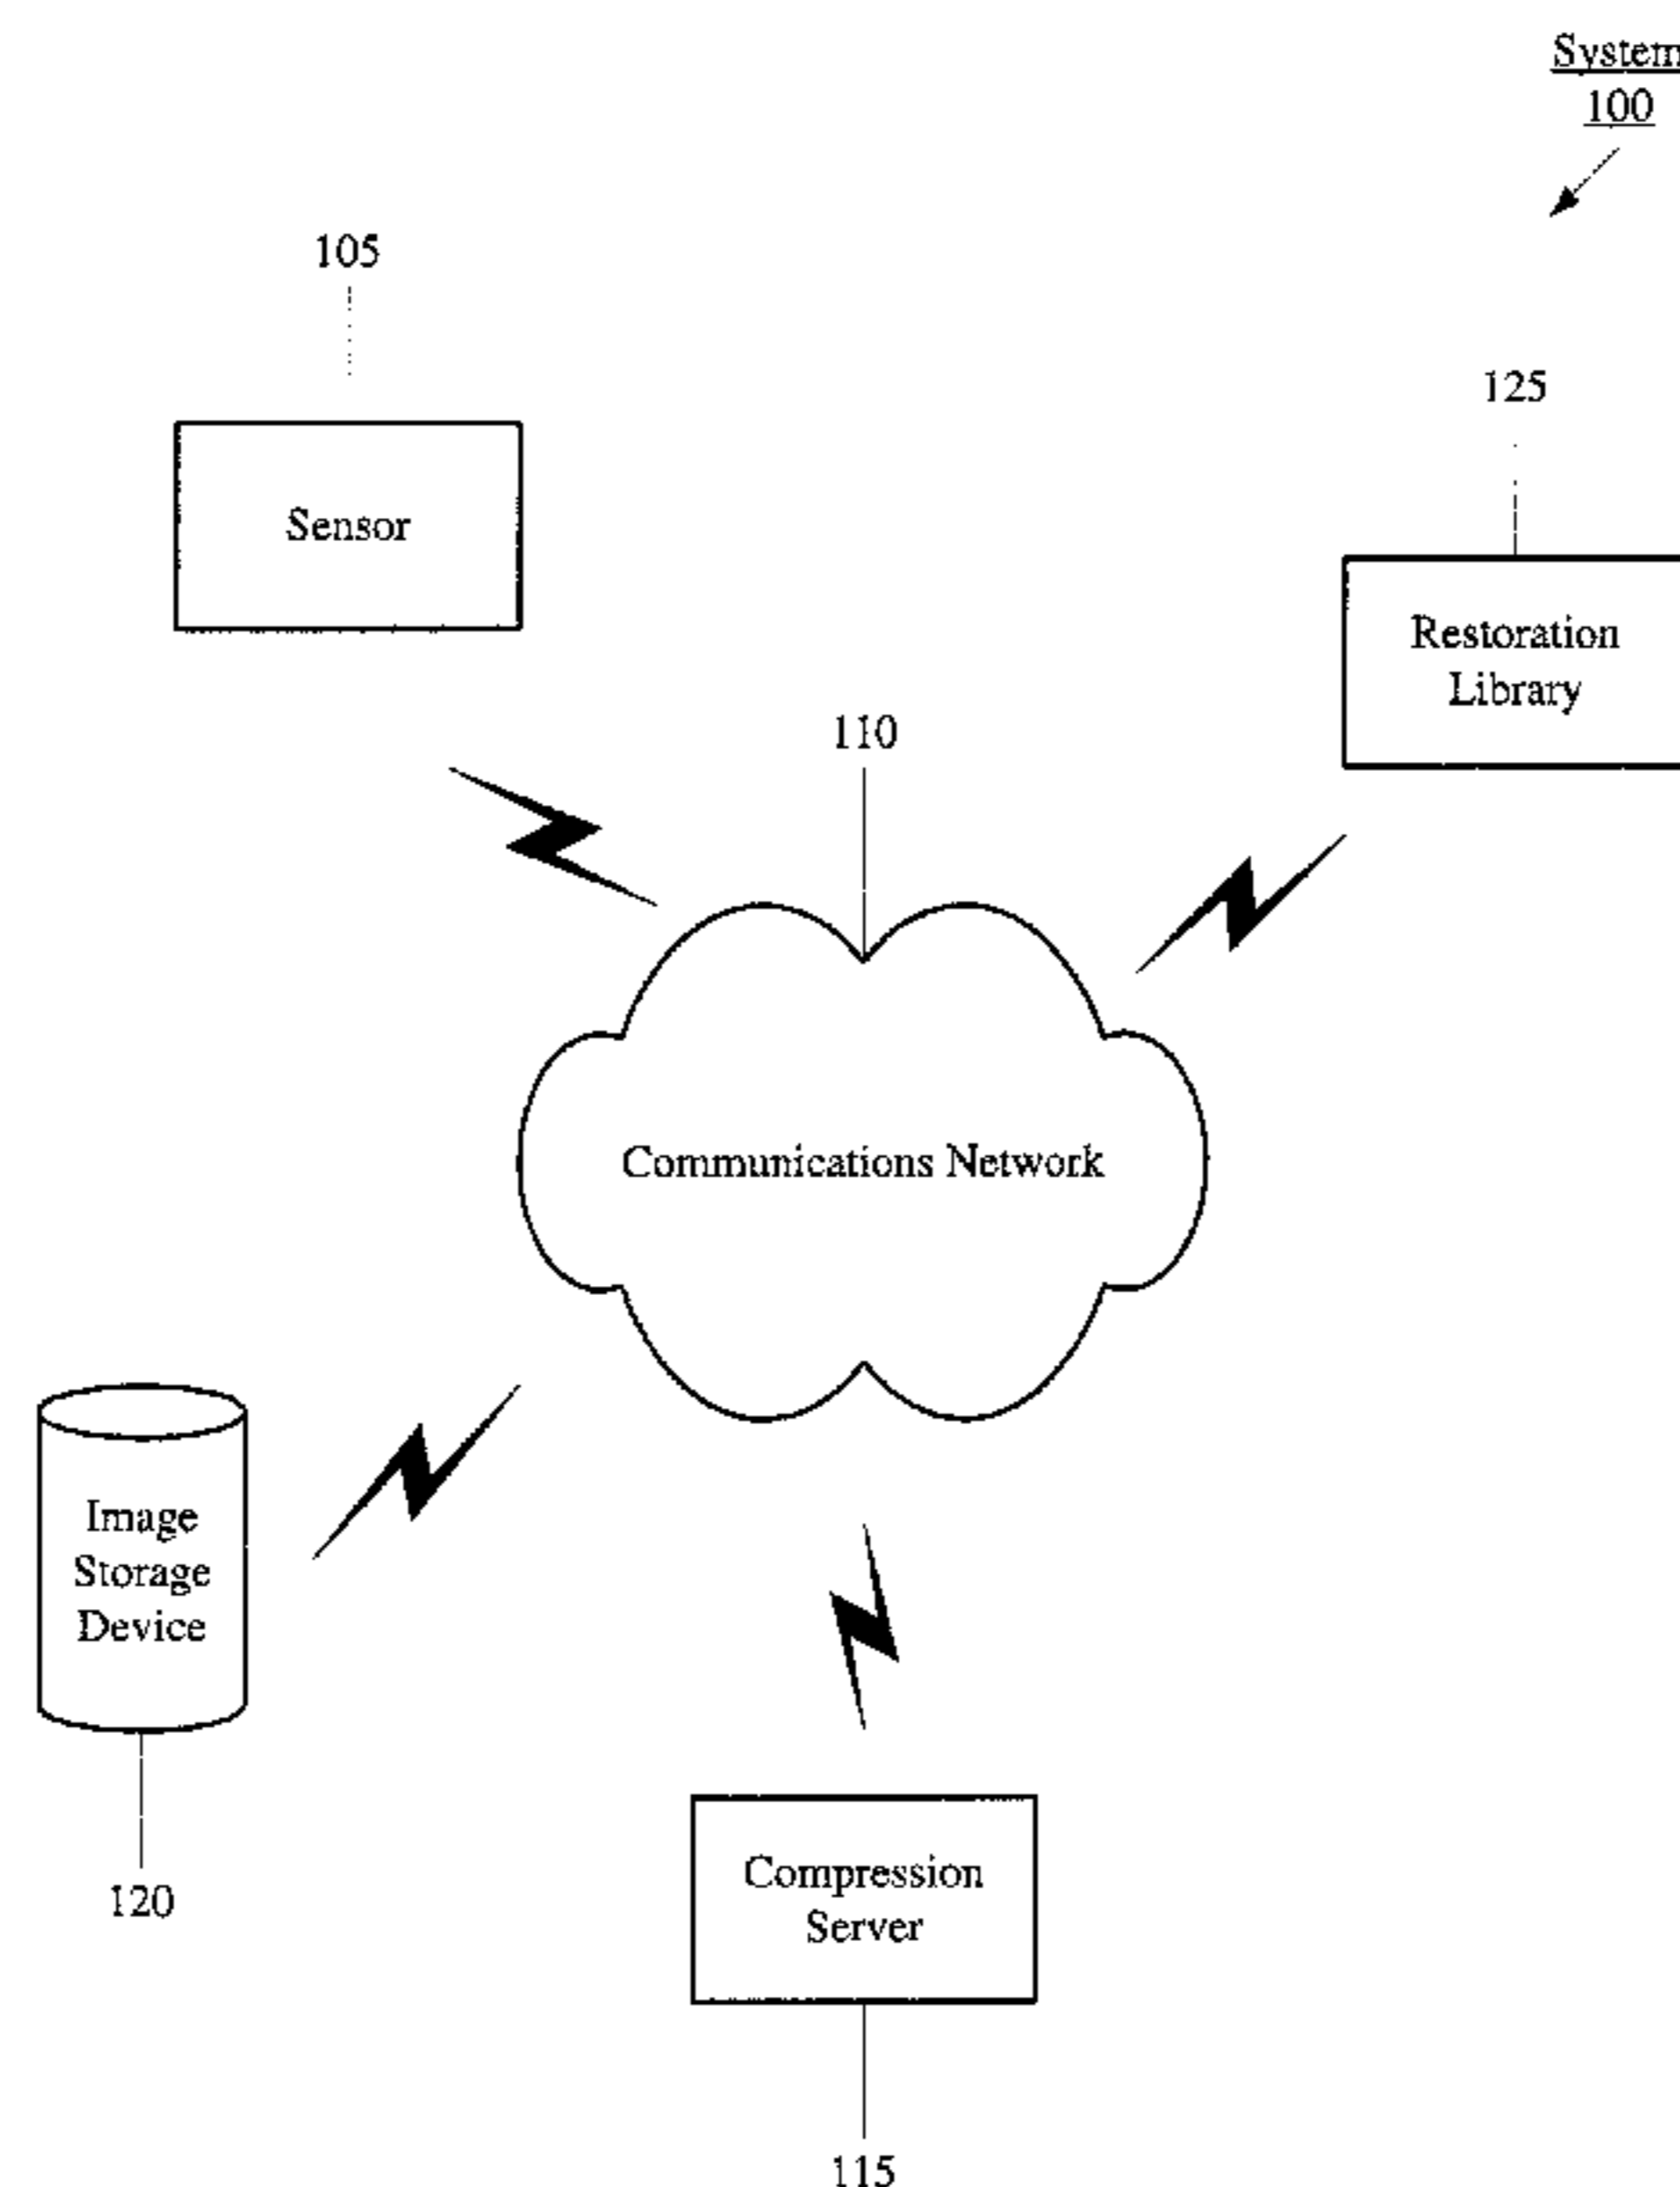 System
100
105
125
Sensor
Restoration
Library
110
Communications Network
Image
Storage
Device
120
Compression
Server
115